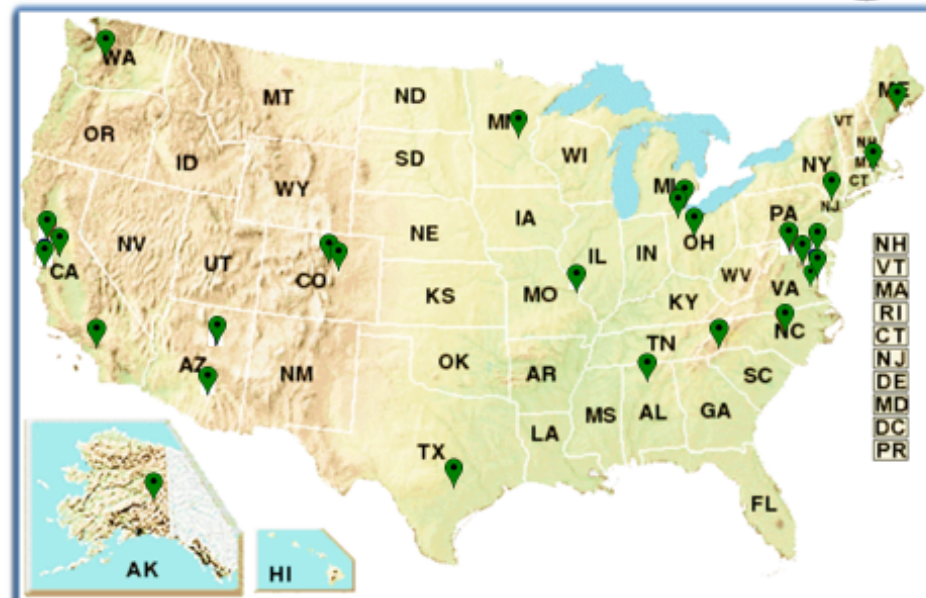 WA
MT
ND
MN
ME
VT
NH
OR
ID
SD
WI
NY
MI
CT
WY
NJ
PA
IA
NE
OH
NV
IL
IN
UT
CO
CA
WV
KS
MO
VA
KY
NC
TN
AZ
NM
OK
AR
SC
MS
AL
GA
LA
TX
FL
AK
HI
NH
VT
MA
RI
CT
NJ
DE
MD
DC
PR